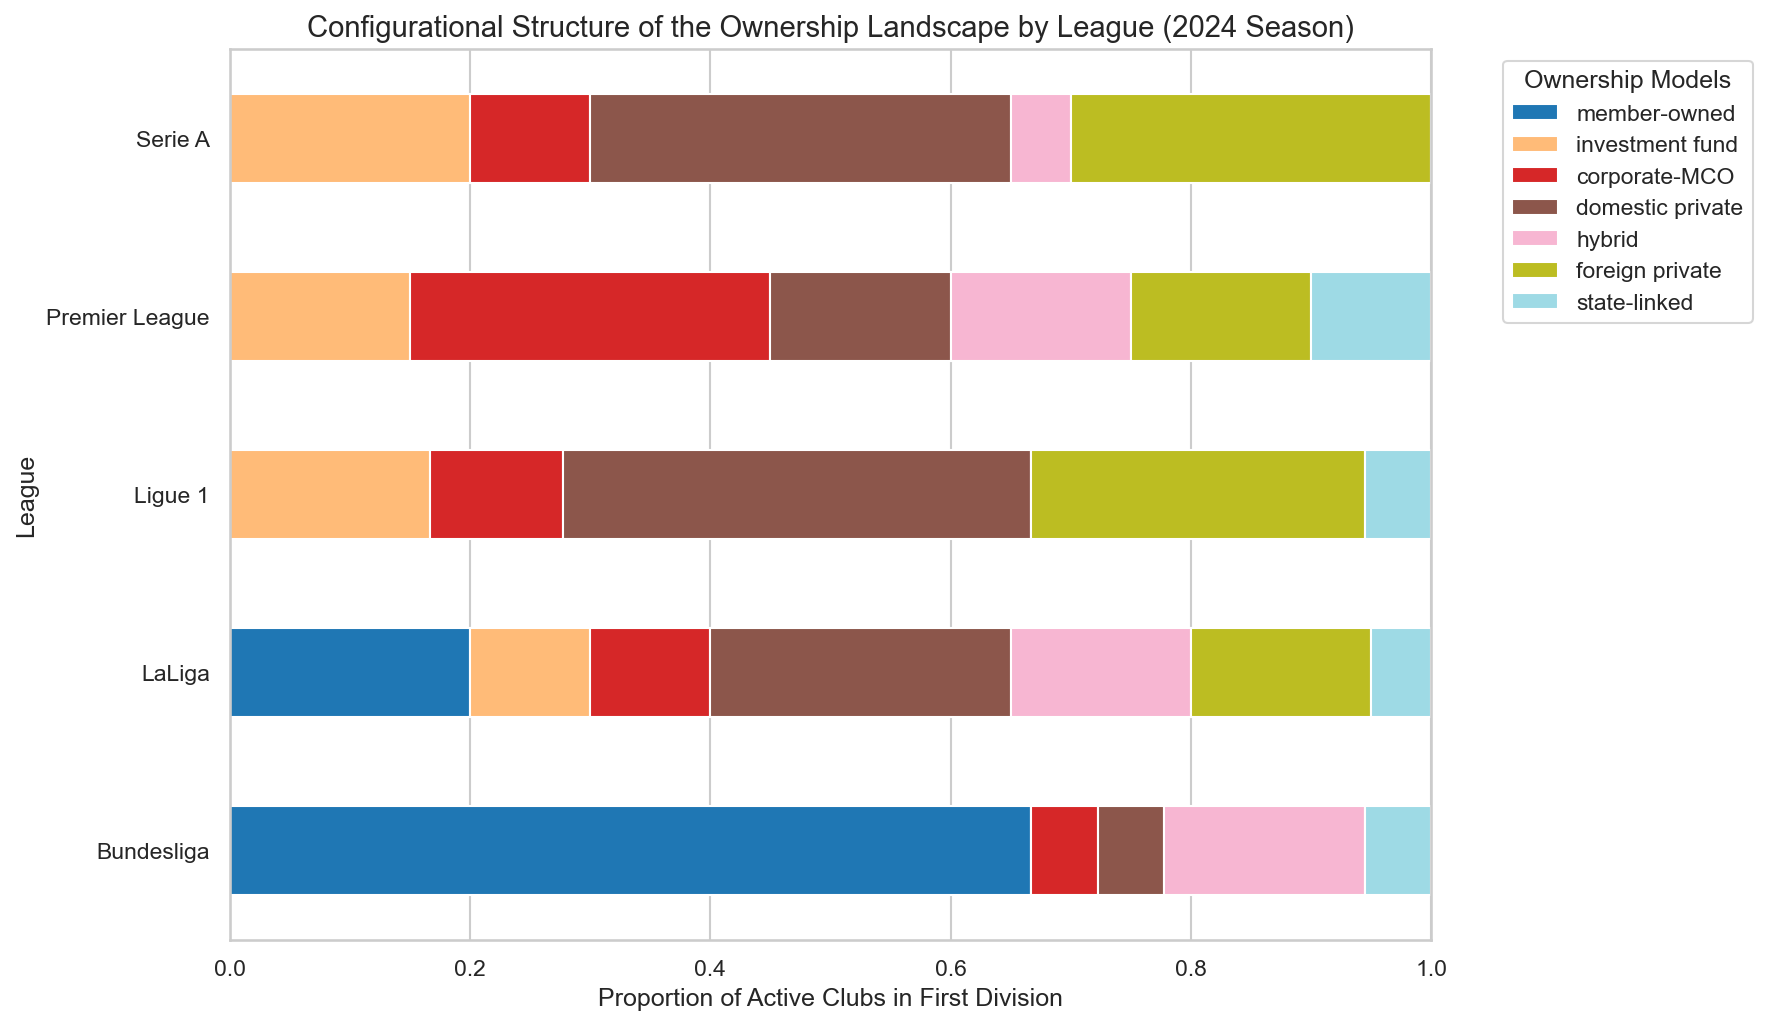 Configurational Structure of the Ownership Landscape by League (2024 Season)
Ownership Models
member-owned
investment fund
corporate-MCO
domestic private
hybrid
foreign private
state-linked
League
Serie A
Premier League
Ligue 1
LaLiga
Bundesliga
0.0 0.2 0.4 0.6 0.8 1.0
Proportion of Active Clubs in First Division